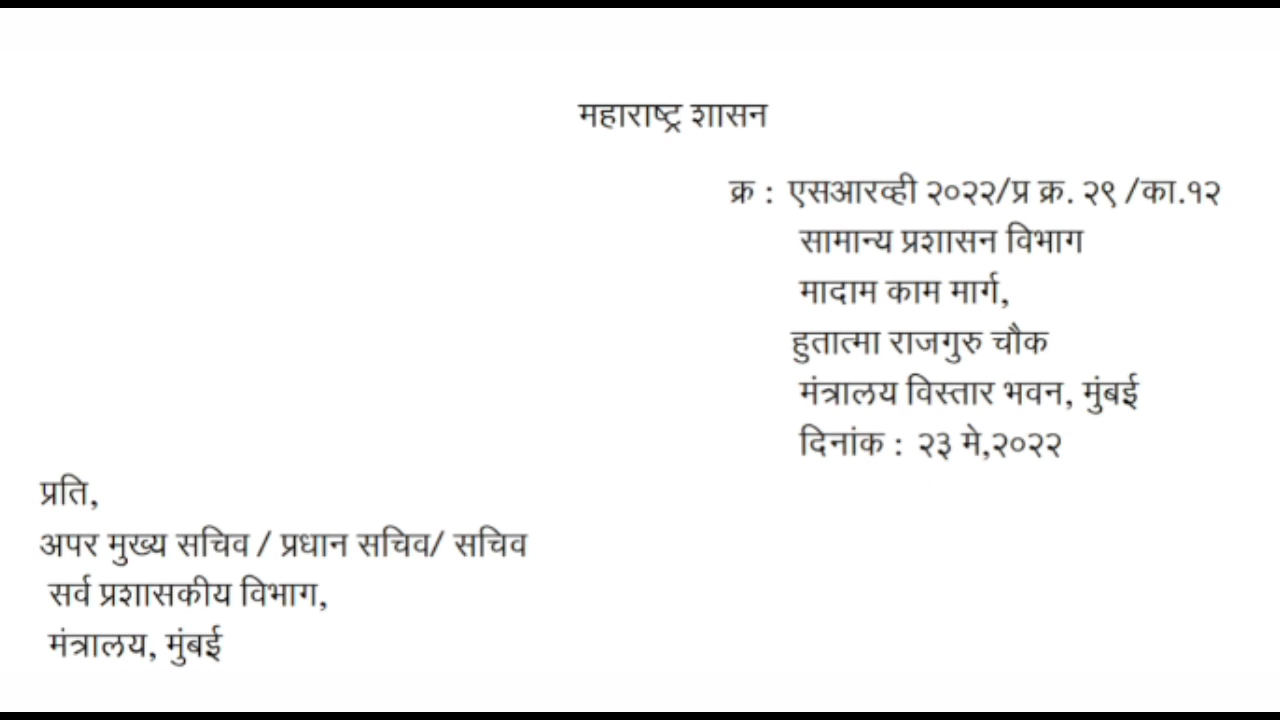 महाराष्ट्र शासन
क्र : एसआरव्ही २०२२/प्र क्र. २९ /का.१२
सामान्य प्रशासन विभाग
मादाम काम मार्ग,
हुतात्मा राजगुरु चौक
मंत्रालय विस्तार भवन, मुंबई
दिनांक : २३ मे,२०२२
प्रति,
अपर मुख्य सचिव / प्रधान सचिव/ सचिव
सर्व प्रशासकीय विभाग,
मंत्रालय, मुंबई